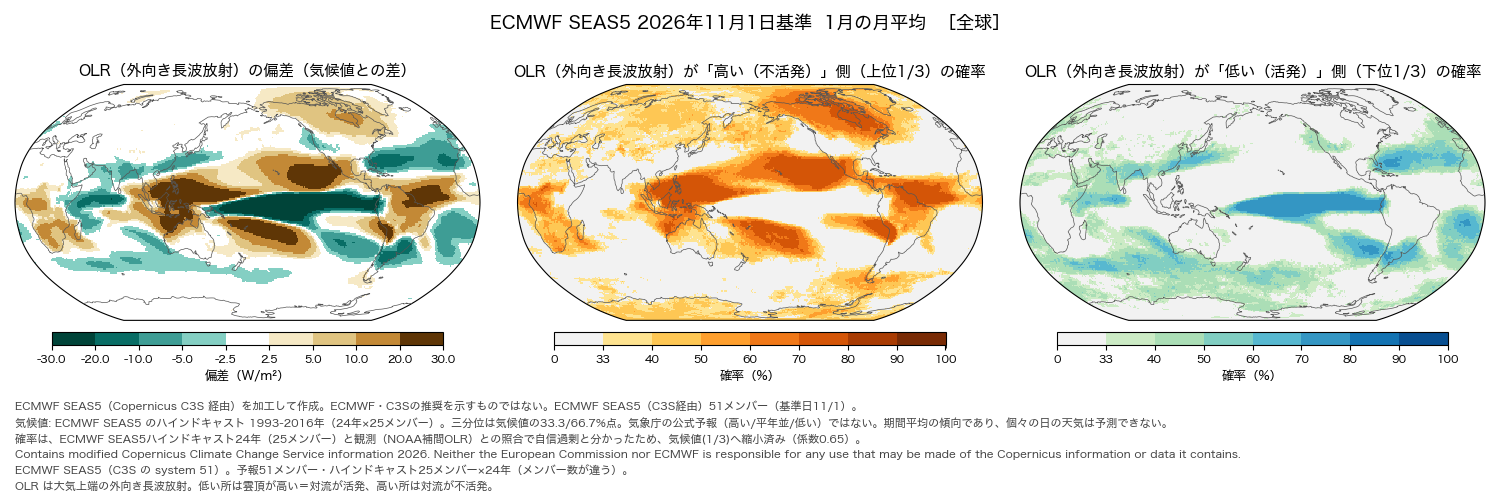 ECMWF SEAS5 2026年11月1日基準 1月の月平均 ［全球］
OLR（外向き長波放射）の偏差（気候値との差）
OLR（外向き長波放射）が「高い（不活発）」側（上位1/3）の確率
OLR（外向き長波放射）が「低い（活発）」側（下位1/3）の確率
-30.0 -20.0 -10.0 -5.0 -2.5 2.5 5.0 10.0 20.0 30.0
偏差（W/m²）
0 33 40 50 60 70 80 90 100
確率（%）
0 33 40 50 60 70 80 90 100
確率（%）
ECMWF SEAS5（Copernicus C3S 経由）を加工して作成。ECMWF・C3Sの推奨を示すものではない。ECMWF SEAS5（C3S経由）51メンバー（基準日11/1）。
気候値: ECMWF SEAS5 のハインドキャスト 1993-2016年（24年×25メンバー）。三分位は気候値の33.3/66.7%点。気象庁の公式予報（高い/平年並/低い）ではない。期間平均の傾向であり、個々の日の天気は予測できない。
確率は、ECMWF SEAS5ハインドキャスト24年（25メンバー）と観測（NOAA補間OLR）との照合で自信過剰と分かったため、気候値(1/3)へ縮小済み（係数0.65）。
Contains modified Copernicus Climate Change Service information 2026. Neither the European Commission nor ECMWF is responsible for any use that may be made of the Copernicus information or data it contains.
ECMWF SEAS5（C3S の system 51）。予報51メンバー・ハインドキャスト25メンバー×24年（メンバー数が違う）。
OLR は大気上端の外向き長波放射。低い所は雲頂が高い＝対流が活発、高い所は対流が不活発。